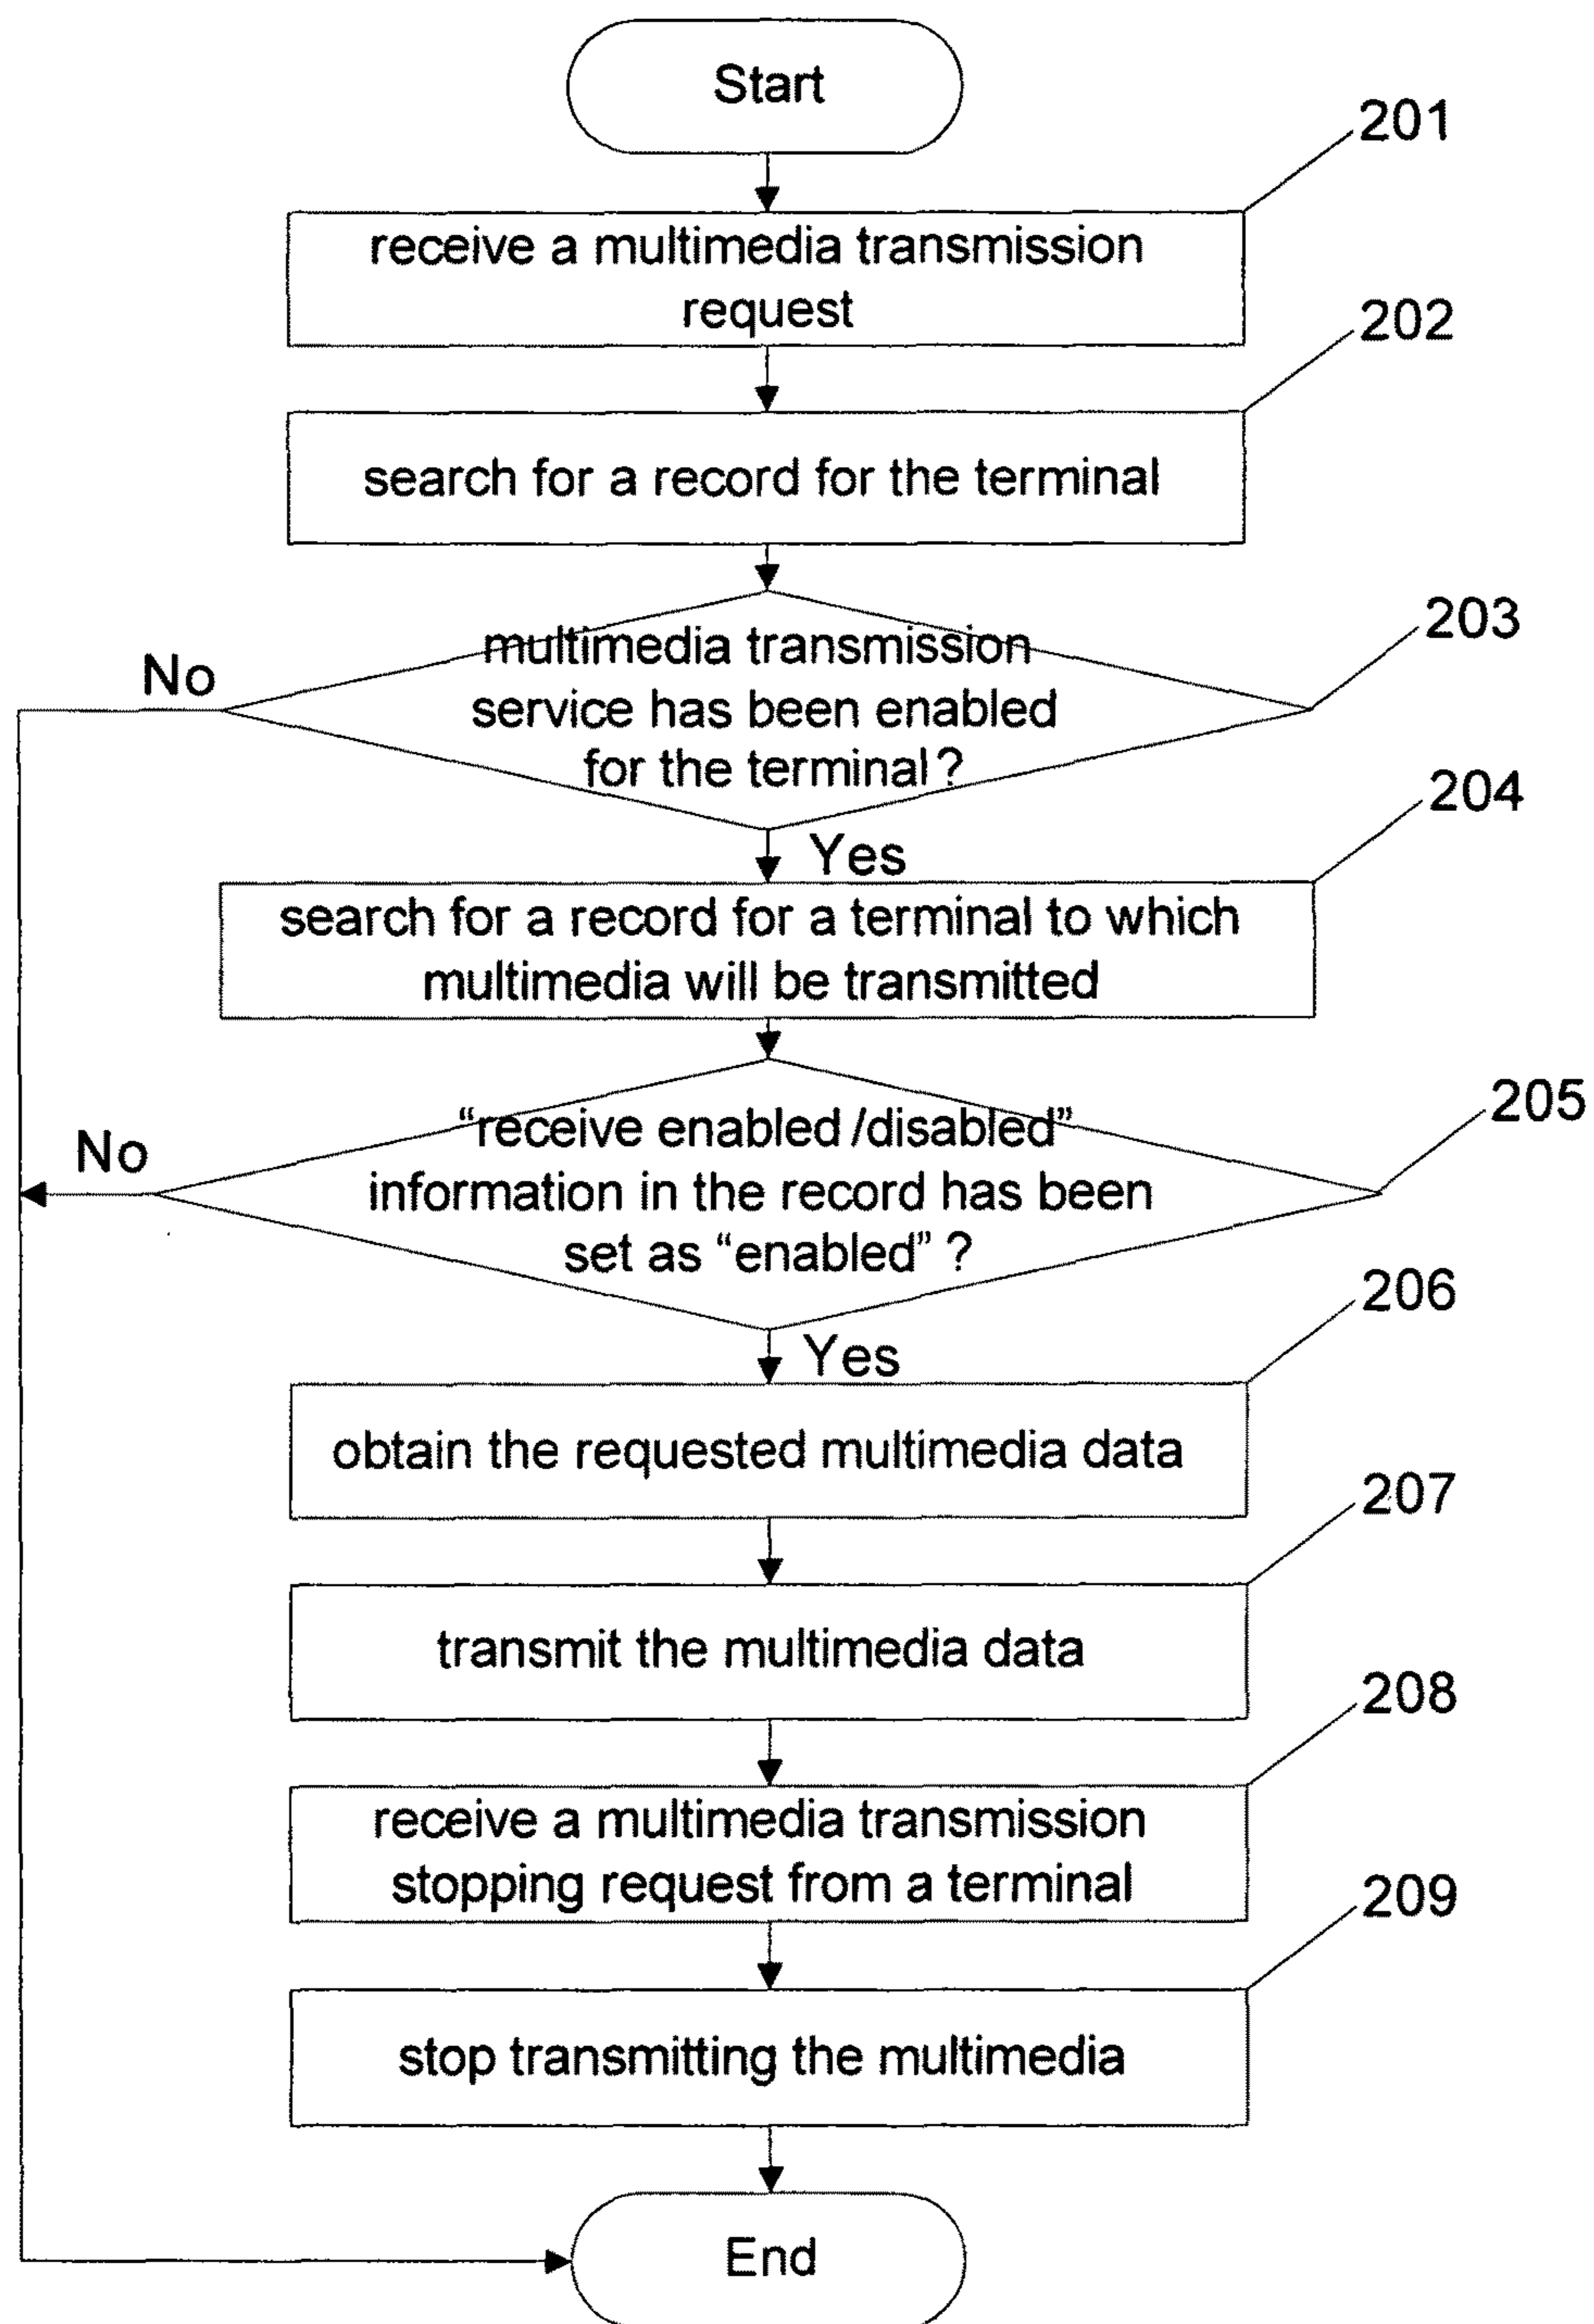 Start
201
receive a multimedia transmission
request
202
search for a record for the terminal
203
multimedia transmission
service has been enabled
for the terminal?
No
204
Yes
search for a record for a terminal to which
multimedia will be transmitted
205
“receive enabled/disabled”
information in the record has been
set as “enabled” ?
No
206
Yes
obtain the requested multimedia data
207
transmit the multimedia data
208
receive a multimedia transmission
stopping request from a terminal
209
stop transmitting the multimedia
End